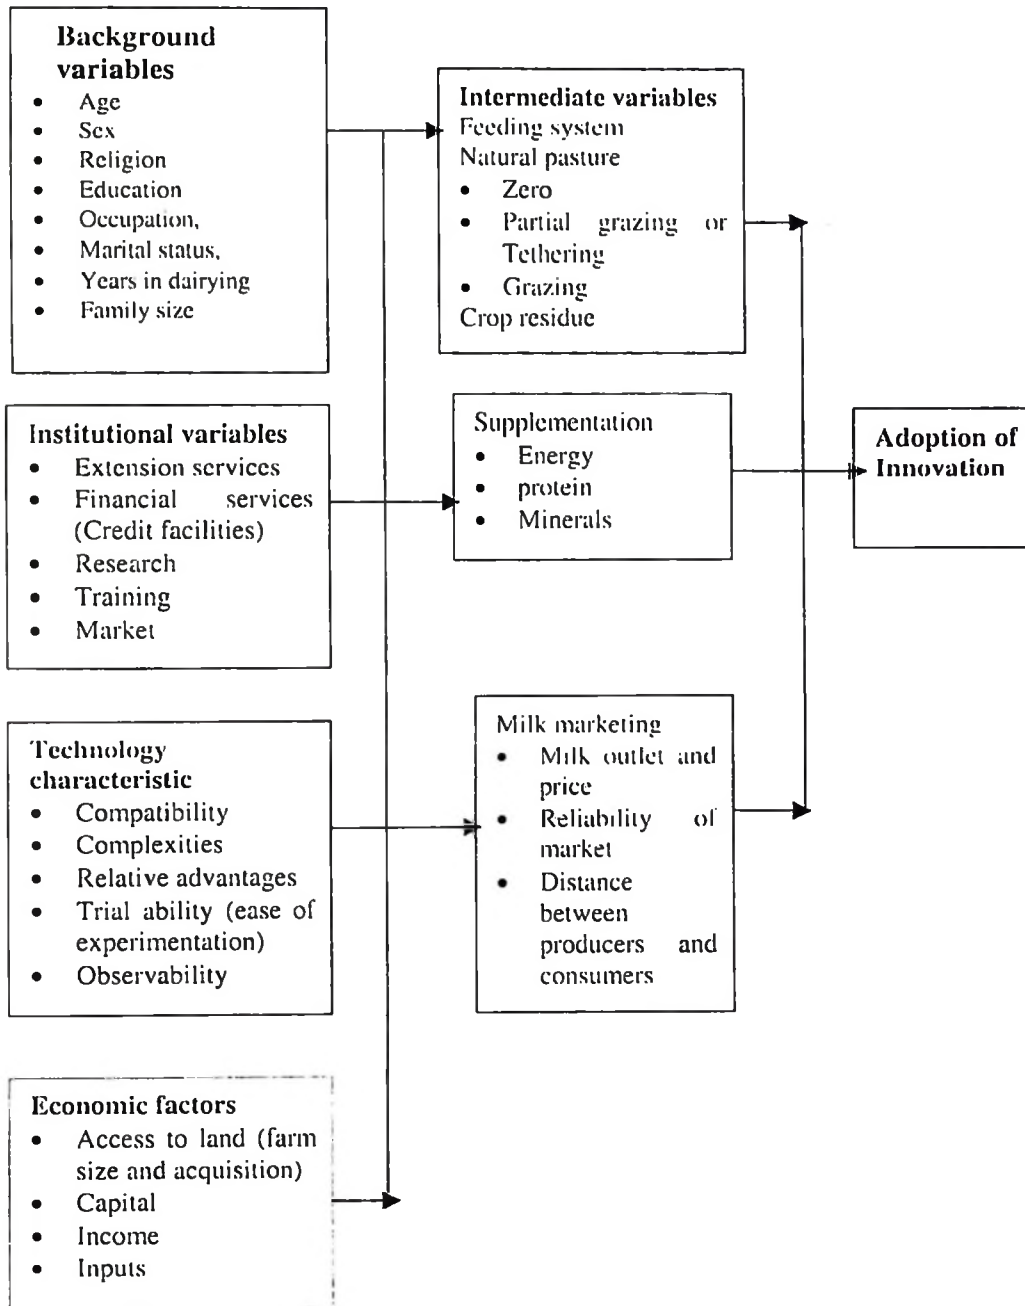 Background
variables
• Age
• Sex
• Religion
• Education
• Occupation,
• Marital status,
• Years in dairying
• Family size
Intermediate variables
Feeding system
Natural pasture
• Zero
• Partial grazing or
Tethering
• Grazing
Crop residue
Institutional variables
• Extension services
• Financial services
(Credit facilities)
• Research
• Training
• Market
Supplementation
• Energy
• protein
• Minerals
Adoption of
Innovation
Technology
characteristic
• Compatibility
• Complexities
• Relative advantages
• Trial ability (ease of
experimentation)
• Observability
Milk marketing
• Milk outlet and
price
• Reliability of
market
• Distance
between
producers and
consumers
Economic factors
• Access to land (farm
size and acquisition)
• Capital
• Income
• Inputs